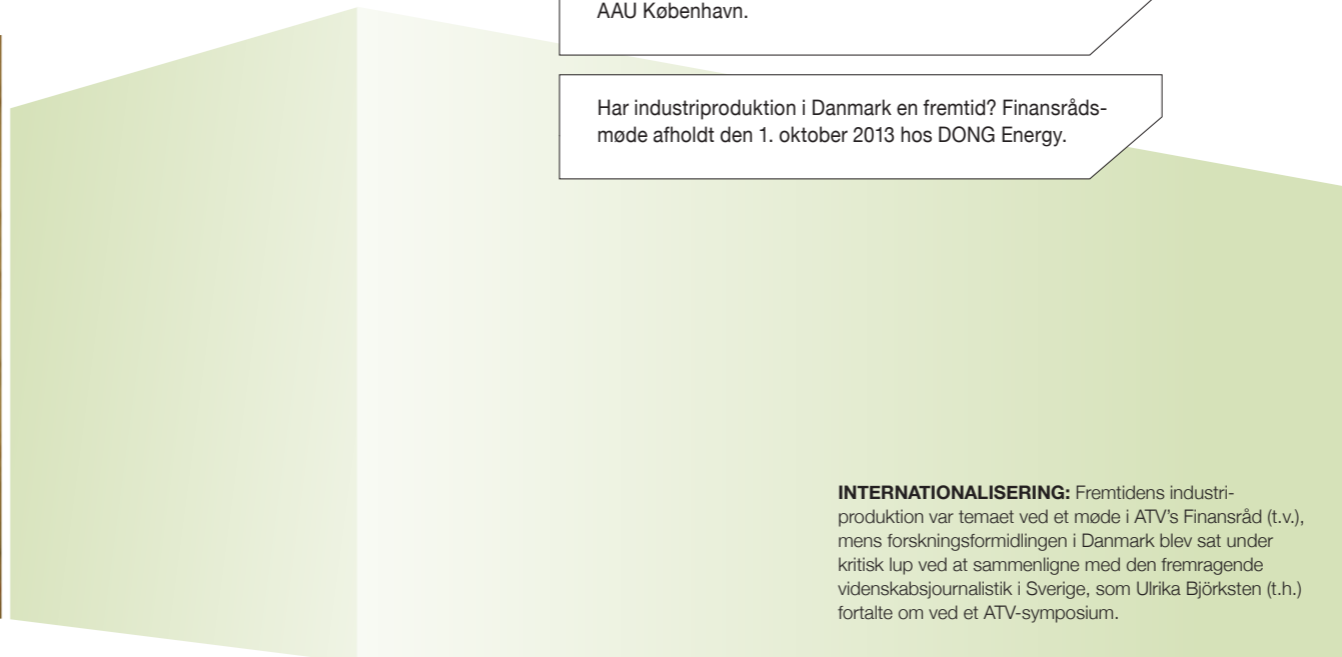 AAU København.
Har industriproduktion i Danmark en fremtid? Finansråds-
møde afholdt den 1. oktober 2013 hos DONG Energy.
INTERNATIONALISERING: Fremtidens industri-
produktion var temaet ved et møde i ATV's Finansråd (t.v.),
mens forskningsformidlingen i Danmark blev sat under
kritisk lup ved at sammenligne med den fremragende
videnskabsjournalistik i Sverige, som Ulrika Björksten (t.h.)
fortalte om ved et ATV-symposium.